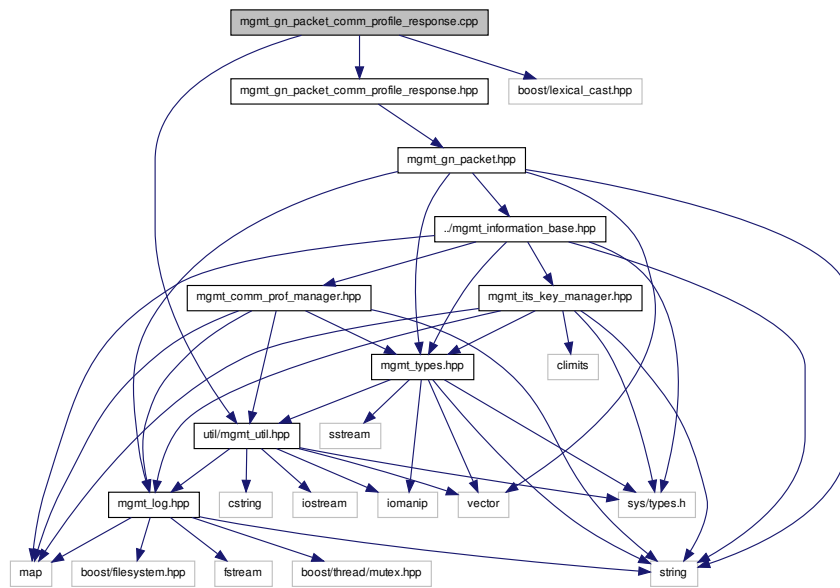 mgmt_gn_packet_comm_profile_response.cpp
mgmt_gn_packet_comm_profile_response.hpp
boost/lexical_cast.hpp
mgmt_gn_packet.hpp
../mgmt_information_base.hpp
mgmt_comm_prof_manager.hpp
mgmt_its_key_manager.hpp
mgmt_types.hpp
climits
util/mgmt_util.hpp
sstream
mgmt_log.hpp
cstring
iostream
iomanip
vector
sys/types.h
map
boost/filesystem.hpp
fstream
boost/thread/mutex.hpp
string